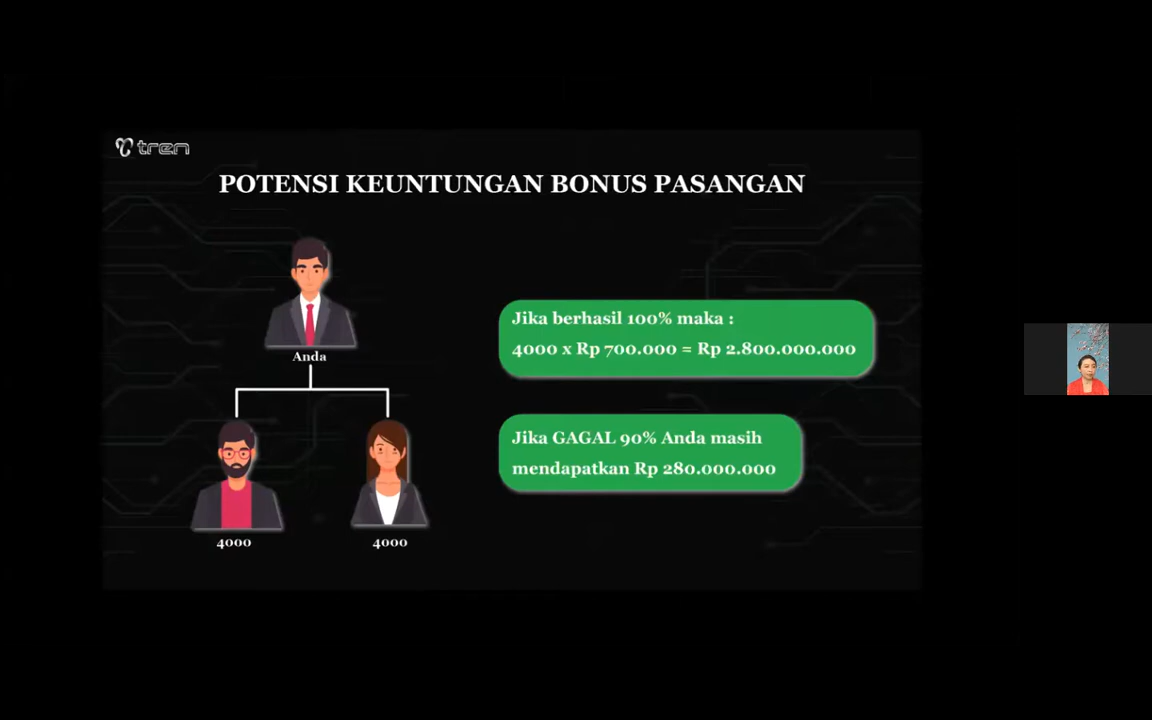 tren
POTENSI KEUNTUNGAN BONUS PASANGAN
Anda
4000
4000
Jika berhasil 100% maka :
4000 x Rp 700.000 = Rp 2.800.000.000
Jika GAGAL 90% Anda masih
mendapatkan Rp 280.000.000